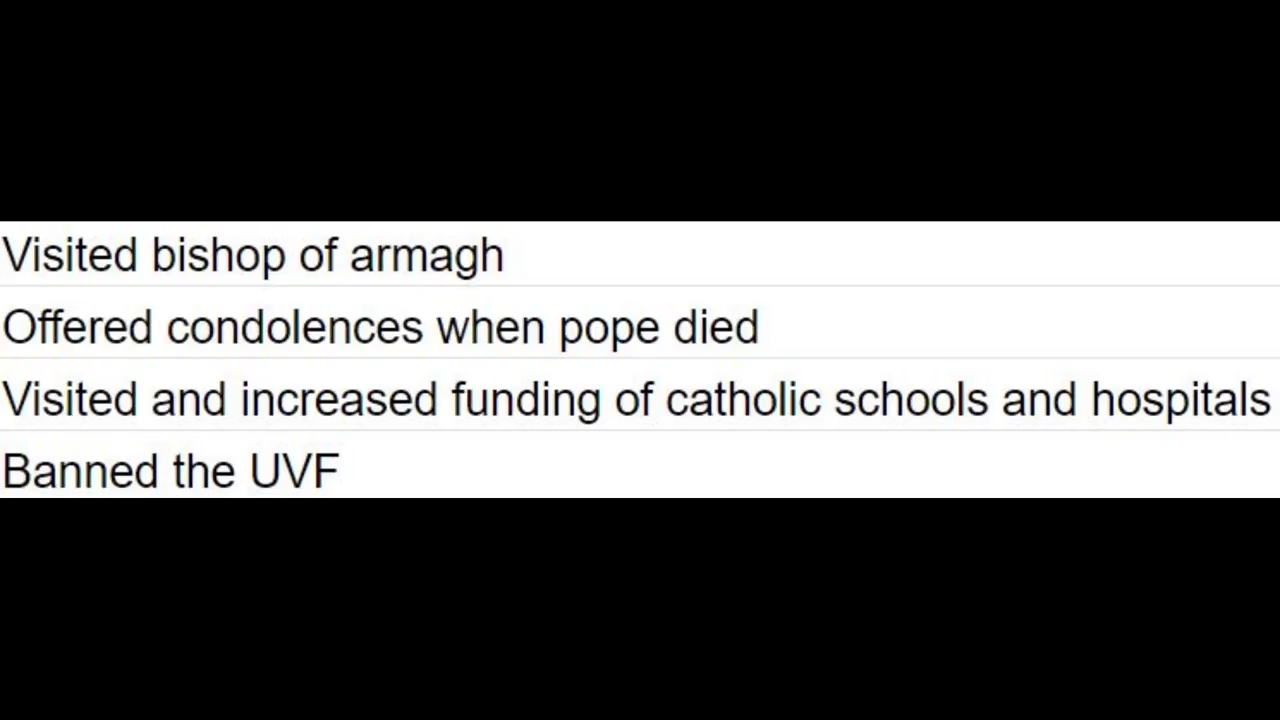 Visited bishop of armagh
Offered condolences when pope died
Visited and increased funding of catholic schools and hospitals
Banned the UVF